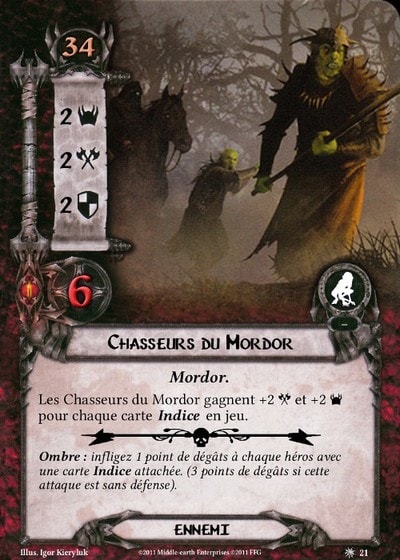 34
2
2
2
6
Chasseurs du Mordor
Mordor.
Les Chasseurs du Mordor gagnent +2 et +2
pour chaque carte Indice en jeu.
Ombre : infligez 1 point de dégâts à chaque héros avec
une carte Indice attachée. (3 points de dégâts si cette
attaque est sans défense).
ENNEMI
Illus. Igor Kieryluk ©2011 Middle-earth Enterprises ©2011 FFG 21